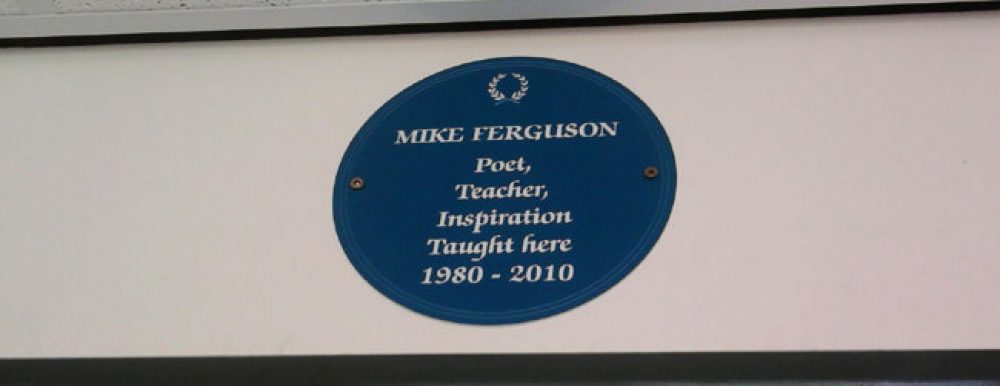 MIKE FERGUSON
Poet,
Teacher,
Inspiration
Taught here
1980 - 2010